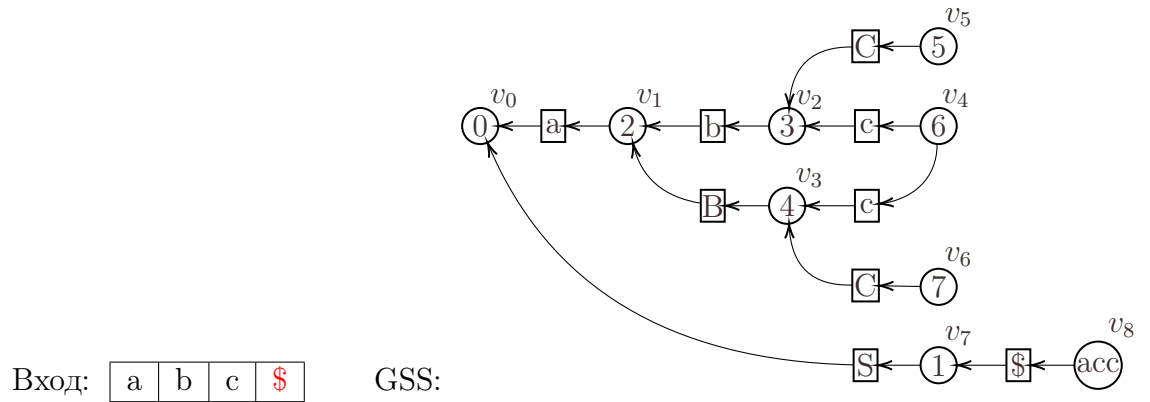 v₅
C 5
v₀ v₁ v₂ v₄
0 a 2 b 3 c 6
v₃
B 4 c
v₆
C 7
v₇ v₈
S 1 $ acc
Вход: a b c $ GSS: